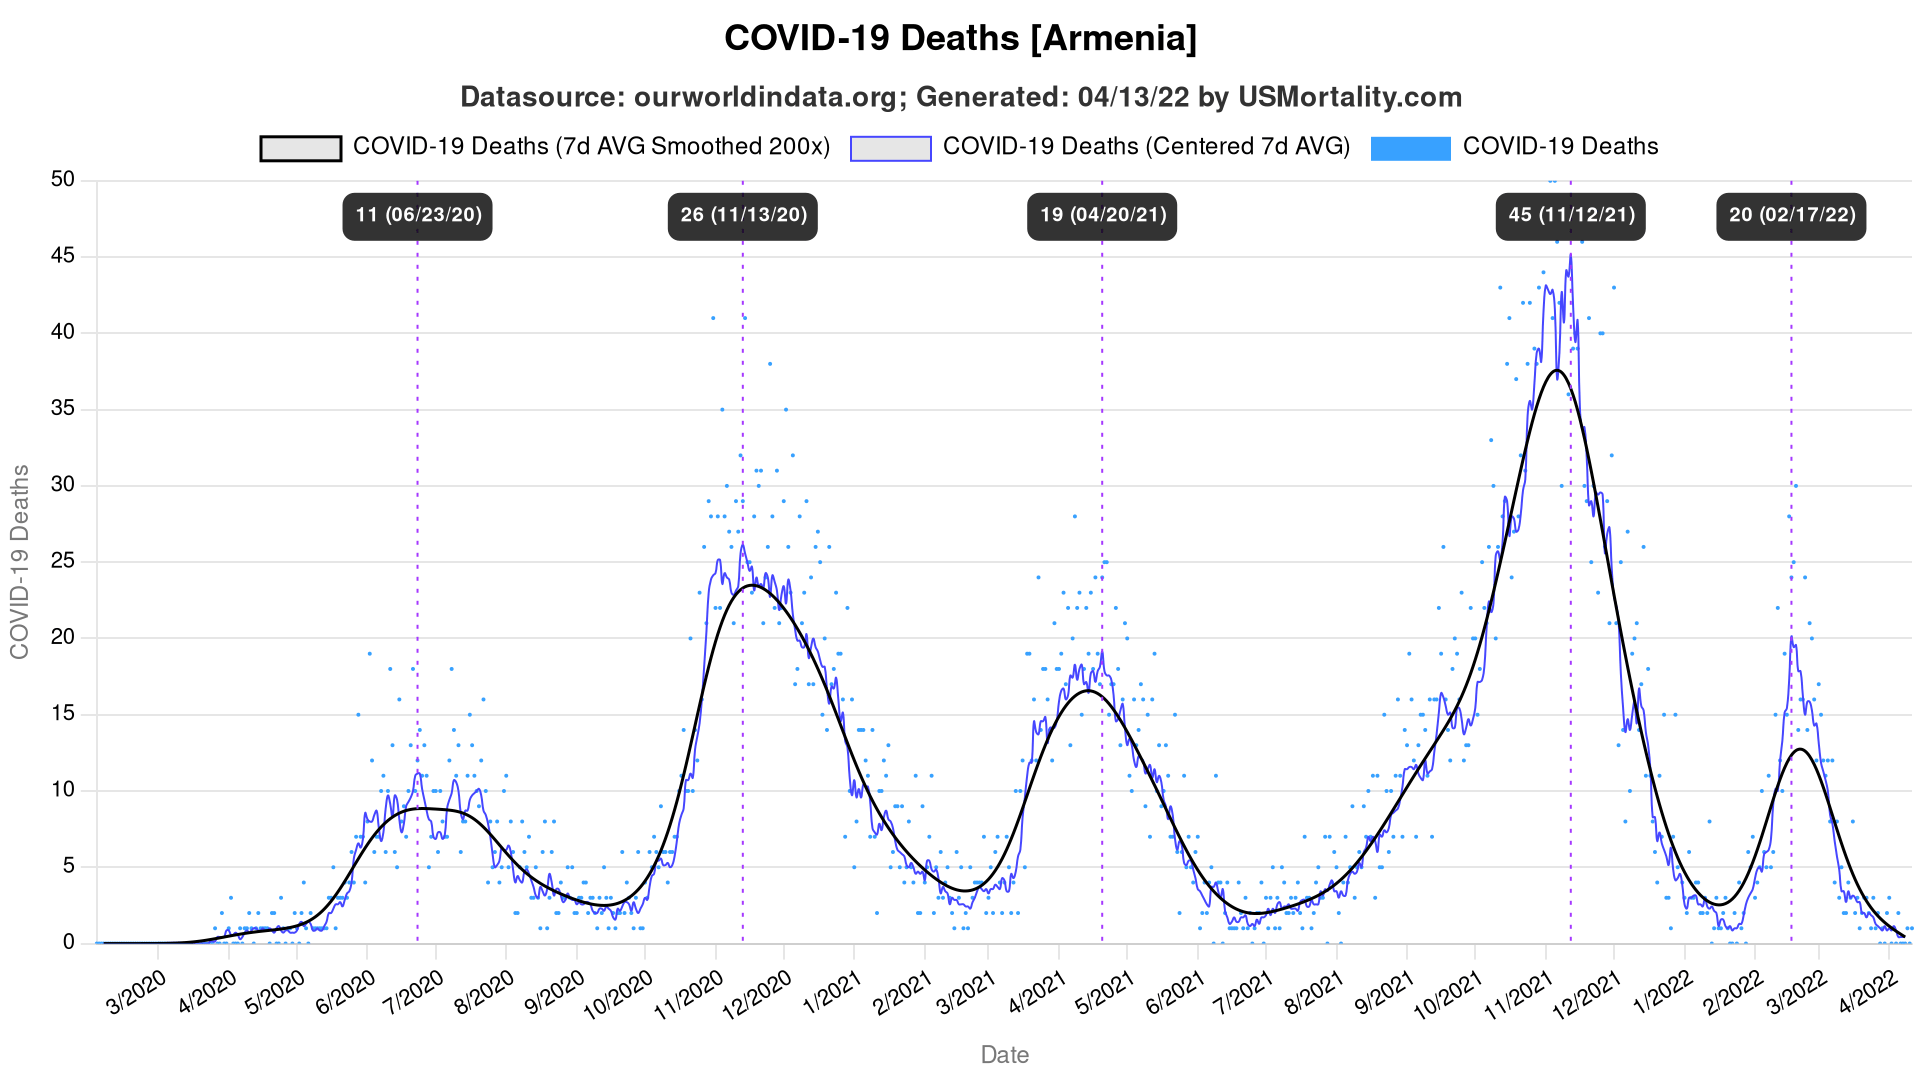 COVID-19 Deaths [Armenia]
Datasource: ourworldindata.org; Generated: 04/13/22 by USMortality.com
COVID-19 Deaths (7d AVG Smoothed 200x) COVID-19 Deaths (Centered 7d AVG) COVID-19 Deaths
11 (06/23/20) 26 (11/13/20) 19 (04/20/21) 45 (11/12/21) 20 (02/17/22)
50
45
40
35
30
25
20
15
10
5
0
COVID-19 Deaths
3/2020 4/2020 5/2020 6/2020 7/2020 8/2020 9/2020 10/2020 11/2020 12/2020 1/2021 2/2021 3/2021 4/2021 5/2021 6/2021 7/2021 8/2021 9/2021 10/2021 11/2021 12/2021 1/2022 2/2022 3/2022 4/2022
Date